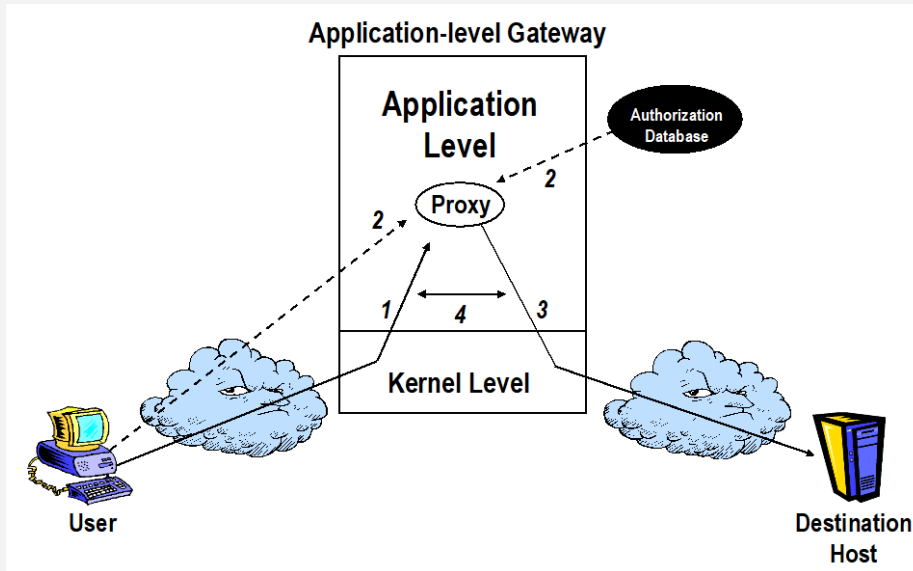 Application-level Gateway
Application
Level
Authorization
Database
2
Proxy
2
1
4
3
Kernel Level
User
Destination
Host